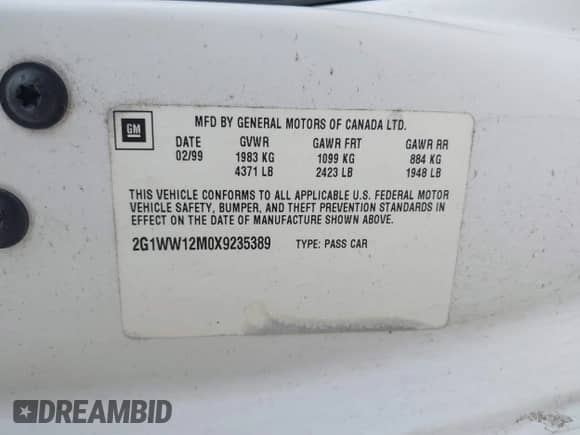 GM
MFD BY GENERAL MOTORS OF CANADA LTD.
DATE GVWR GAWR FRT GAWR RR
02/99 1983 KG 1099 KG 884 KG
4371 LB 2423 LB 1948 LB
THIS VEHICLE CONFORMS TO ALL APPLICABLE U.S. FEDERAL MOTOR
VEHICLE SAFETY, BUMPER, AND THEFT PREVENTION STANDARDS IN
EFFECT ON THE DATE OF MANUFACTURE SHOWN ABOVE.
2G1WW12M0X9235389 TYPE: PASS CAR
DREAMBID